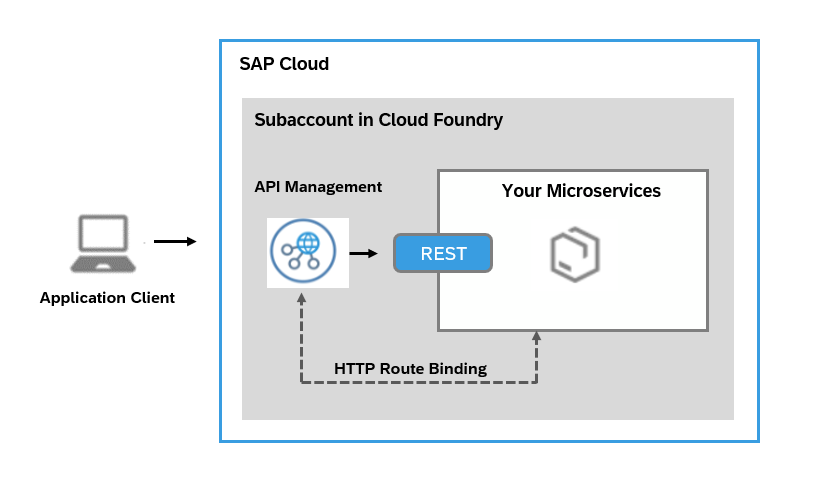 SAP Cloud
Subaccount in Cloud Foundry
API Management
Your Microservices
REST
Application Client
HTTP Route Binding